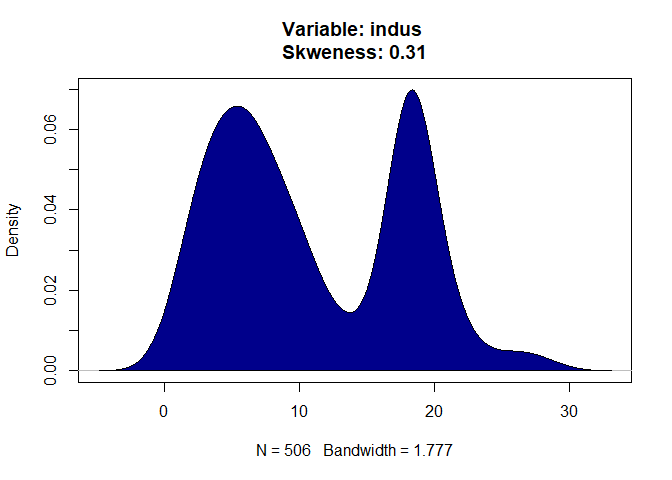 Variable: indus
Skweness: 0.31
Density
0.06
0.04
0.02
0.00
0
10
20
30
N = 506 Bandwidth = 1.777